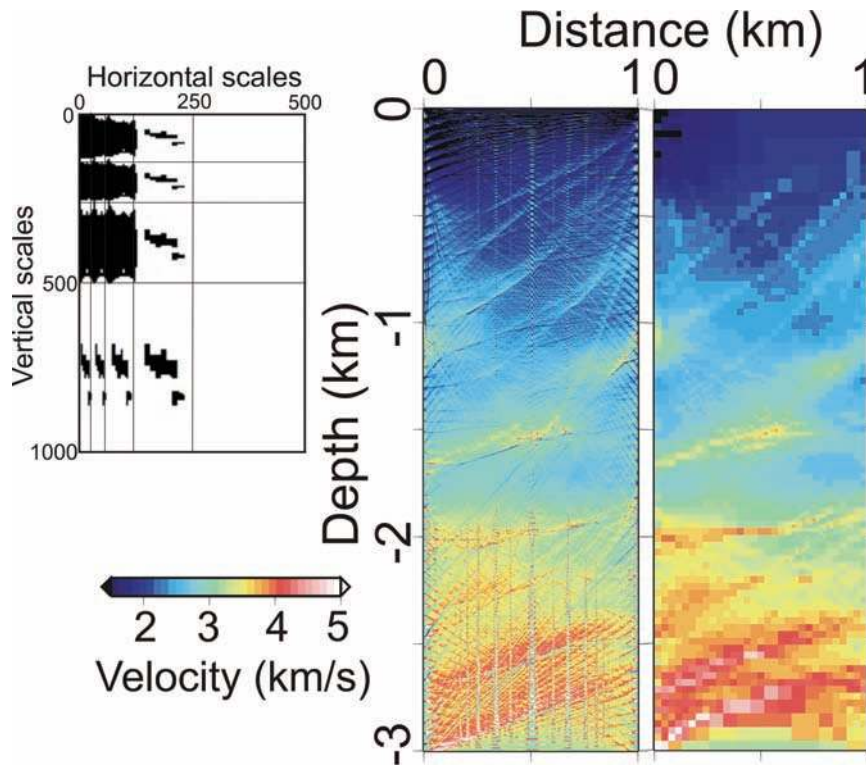 Distance (km)
0 1 0 1
Horizontal scales
0 250 500
Vertical scales
0
500
1000
Depth (km)
0
-1
-2
-3
2 3 4 5
Velocity (km/s)